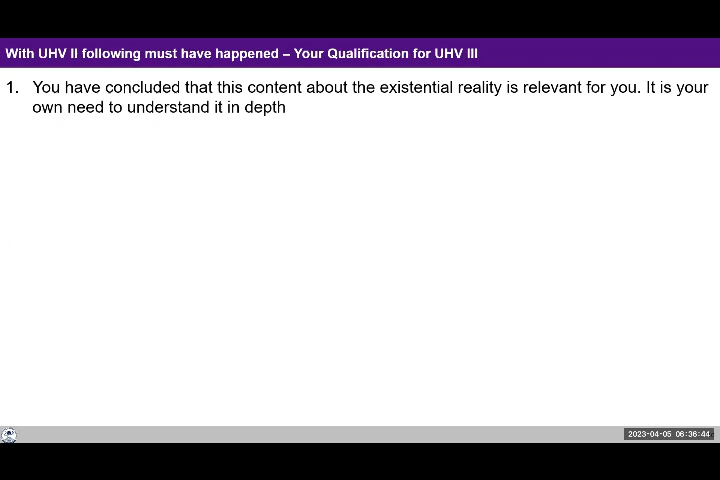 With UHV II following must have happened – Your Qualification for UHV III
1. You have concluded that this content about the existential reality is relevant for you. It is your
own need to understand it in depth
2023-04-05 06:36:44